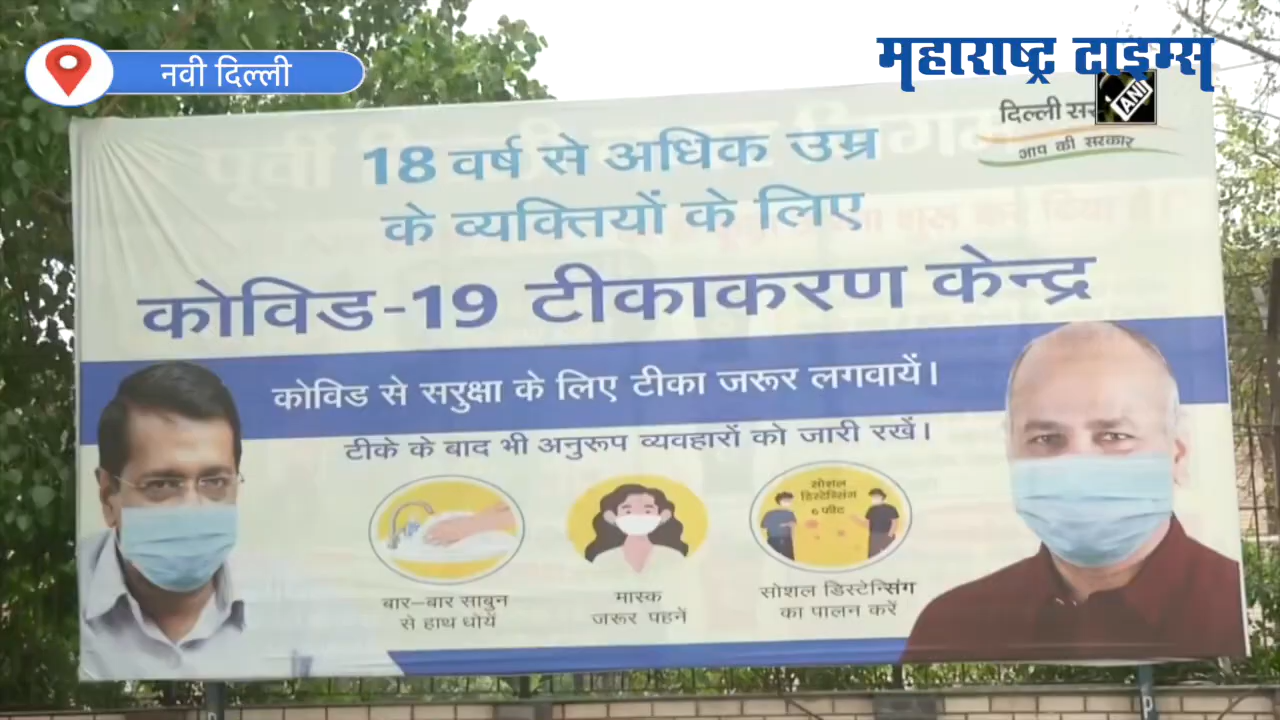 नवी दिल्ली
महाराष्ट्र टाइम्स
ANI
दिल्ली
आप की सरकार
18 वर्ष से अधिक उम्र
के व्यक्तियों के लिए
कोविड-19 टीकाकरण केन्द्र
कोविड से सरुक्षा के लिए टीका जरूर लगवायें।
टीके के बाद भी अनुरूप व्यवहारों को जारी रखें।
सोशल
डिस्टेन्सिंग
6 फीट
बार-बार साबुन
से हाथ धोयें
मास्क
जरूर पहनें
सोशल डिस्टेन्सिंग
का पालन करें